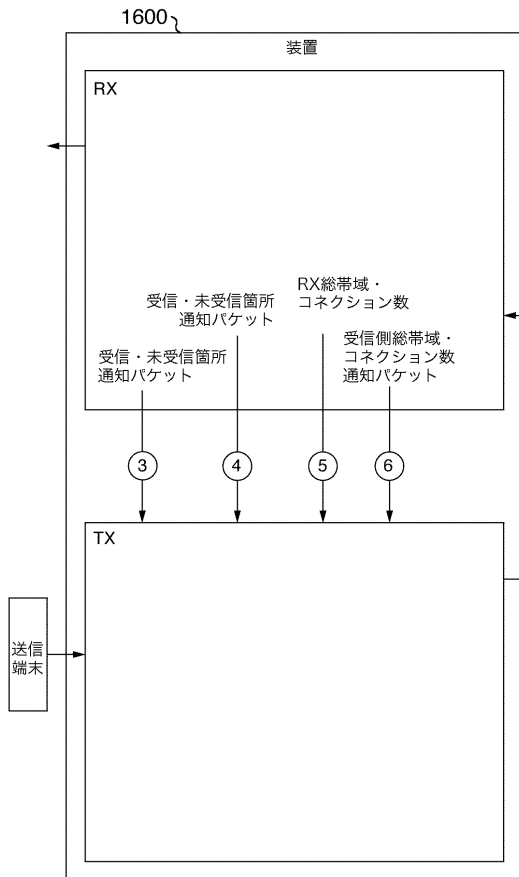 1600
装置
RX
RX総帯域・
コネクション数
受信・未受信箇所
通知パケット
受信側総帯域・
コネクション数
通知パケット
受信・未受信箇所
通知パケット
3
4
5
6
TX
送信
端末